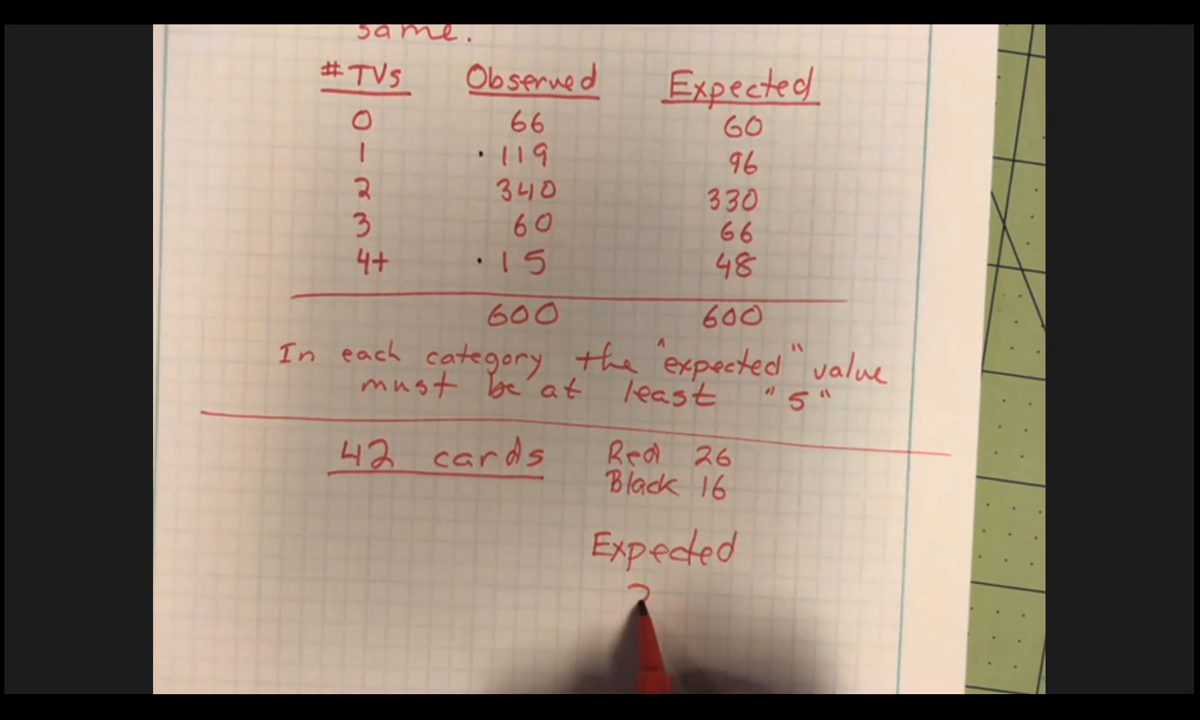 same.
# TVs Observed Expected
0 66 60
1 119 96
2 340 330
3 60 66
4+ 15 48
600 600
In each category the "expected" value
must be at least "5"
42 cards Red 26
Black 16
Expected
2